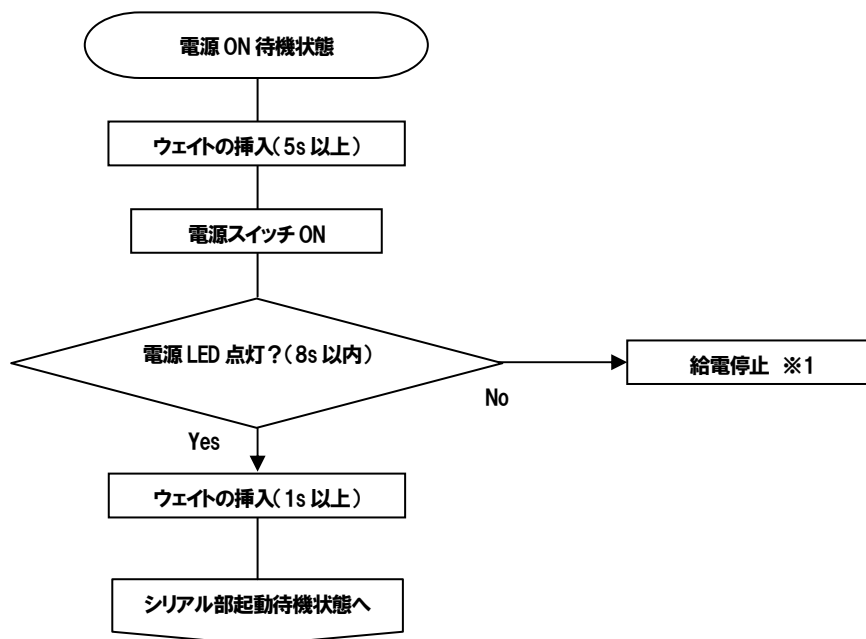 電源 ON 待機状態
ウェイトの挿入(5s 以上)
電源スイッチ ON
電源 LED 点灯?(8s 以内)
給電停止 ※1
No
Yes
ウェイトの挿入(1s 以上)
シリアル部起動待機状態へ